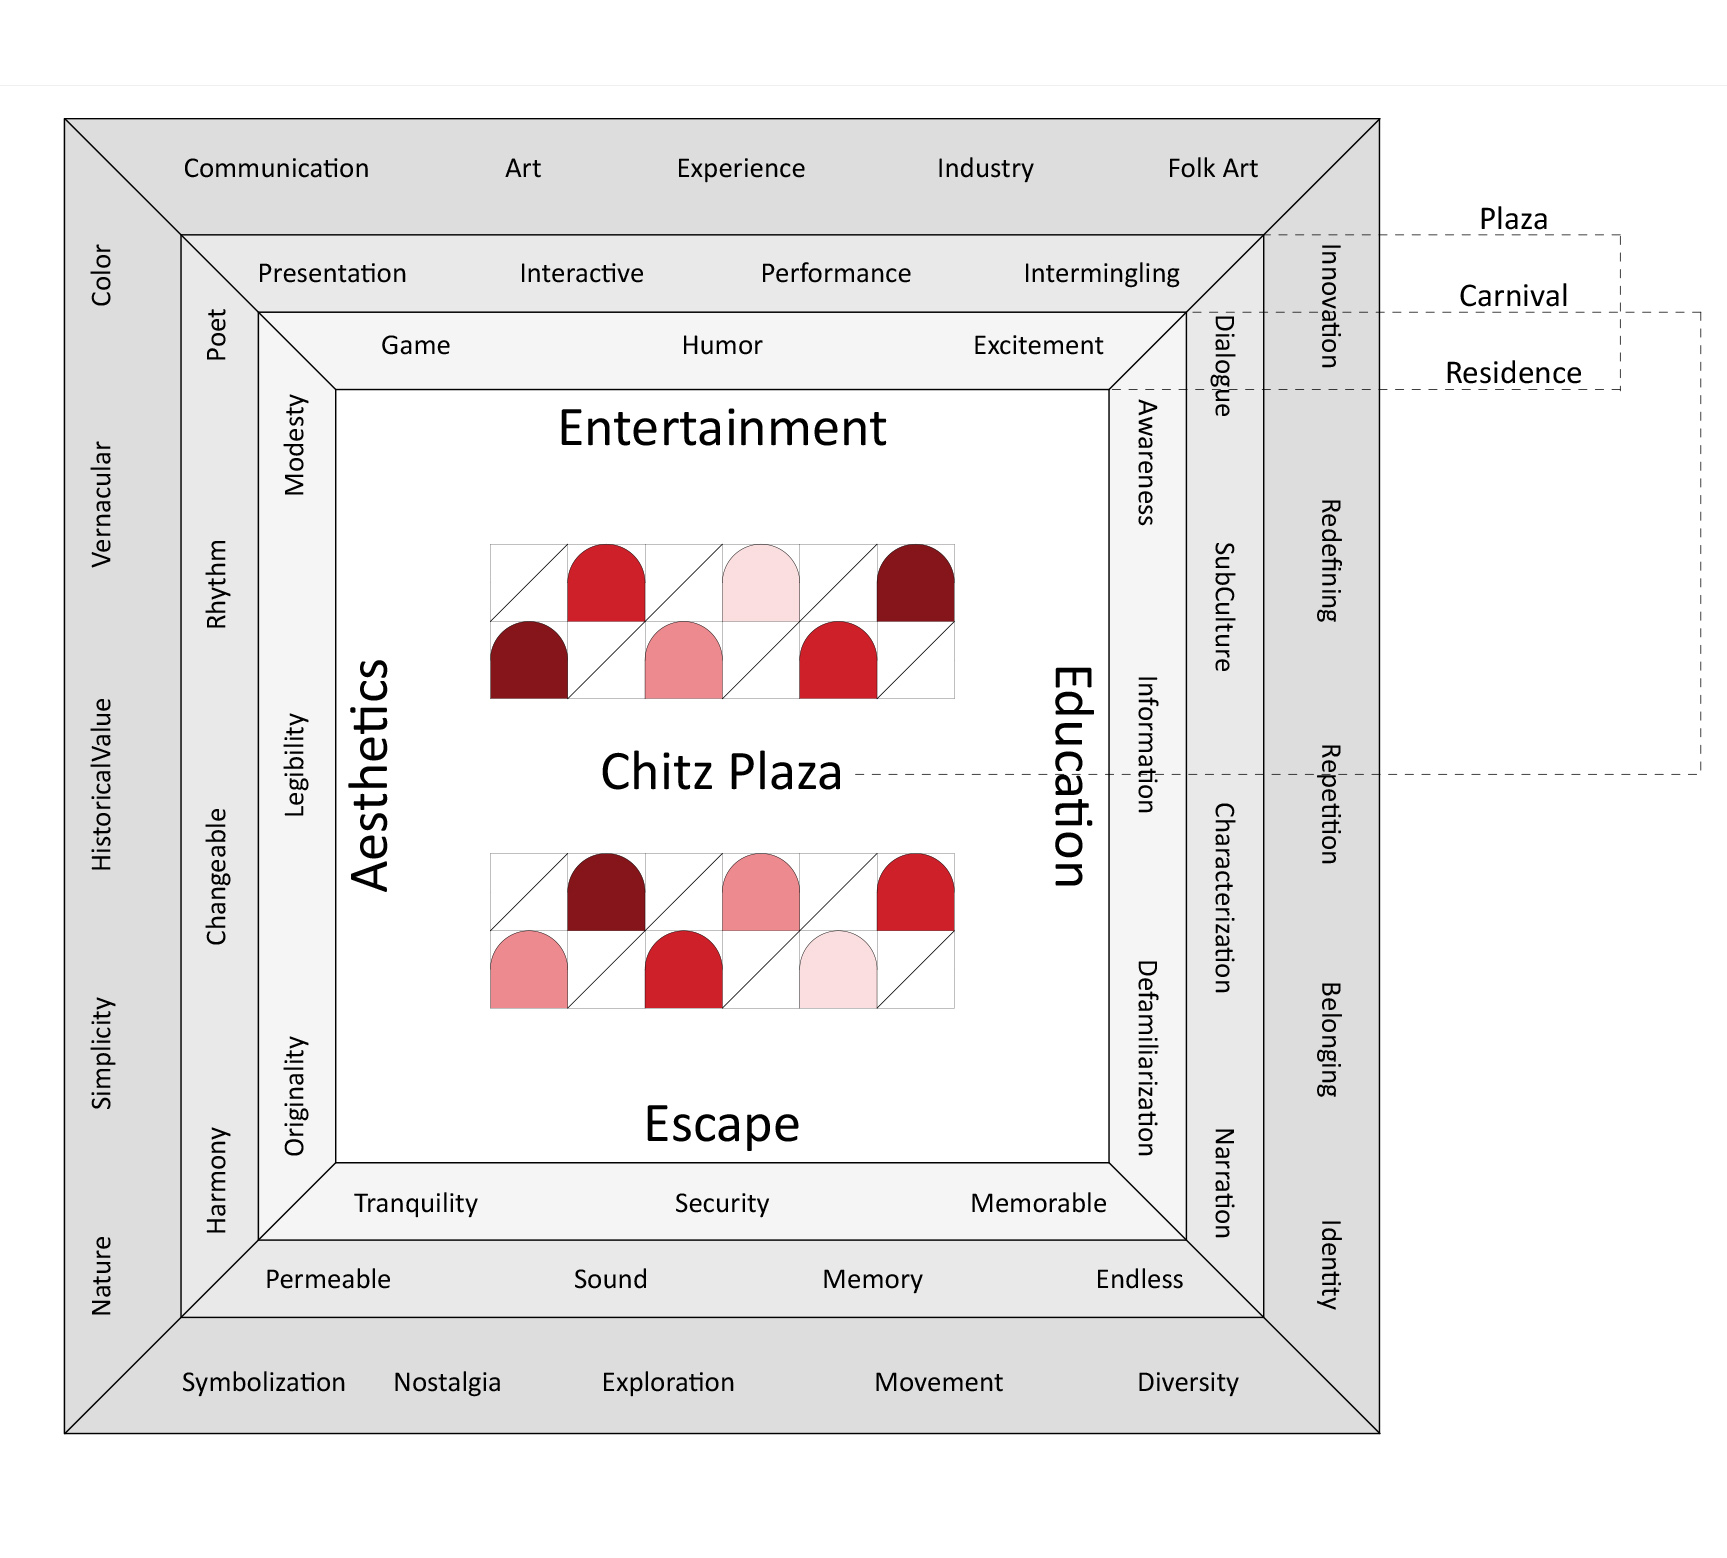 Communication Art Experience Industry Folk Art
Presentation Interactive Performance Intermingling
Game Humor Excitement
Entertainment
Color
Vernacular
HistoricalValue
Simplicity
Nature
Poet
Rhythm
Changeable
Harmony
Modesty
Legibility
Originality
Aesthetics
Chitz Plaza
Education
Awareness
Information
Defamiliarization
Dialogue
SubCulture
Characterization
Narration
Innovation
Redefining
Repetition
Belonging
Identity
Plaza
Carnival
Residence
Escape
Tranquility Security Memorable
Permeable Sound Memory Endless
Symbolization Nostalgia Exploration Movement Diversity